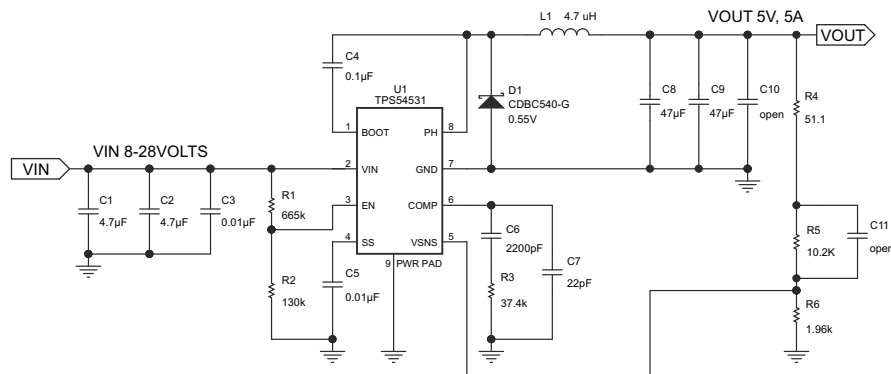 L1 4.7 uH
VOUT 5V, 5A
VOUT
C4
0.1µF
U1
TPS54531
D1
CDBC540-G
0.55V
C8
47µF
C9
47µF
C10
open
R4
51.1
1 BOOT PH 8
VIN 8-28VOLTS
VIN
2 VIN GND 7
C1
4.7µF
C2
4.7µF
C3
0.01µF
R1
665k
3 EN COMP 6
4 SS VSNS 5
9 PWR PAD
C6
2200pF
C7
22pF
R3
37.4k
R2
130k
C5
0.01µF
R5
10.2K
C11
open
R6
1.96k